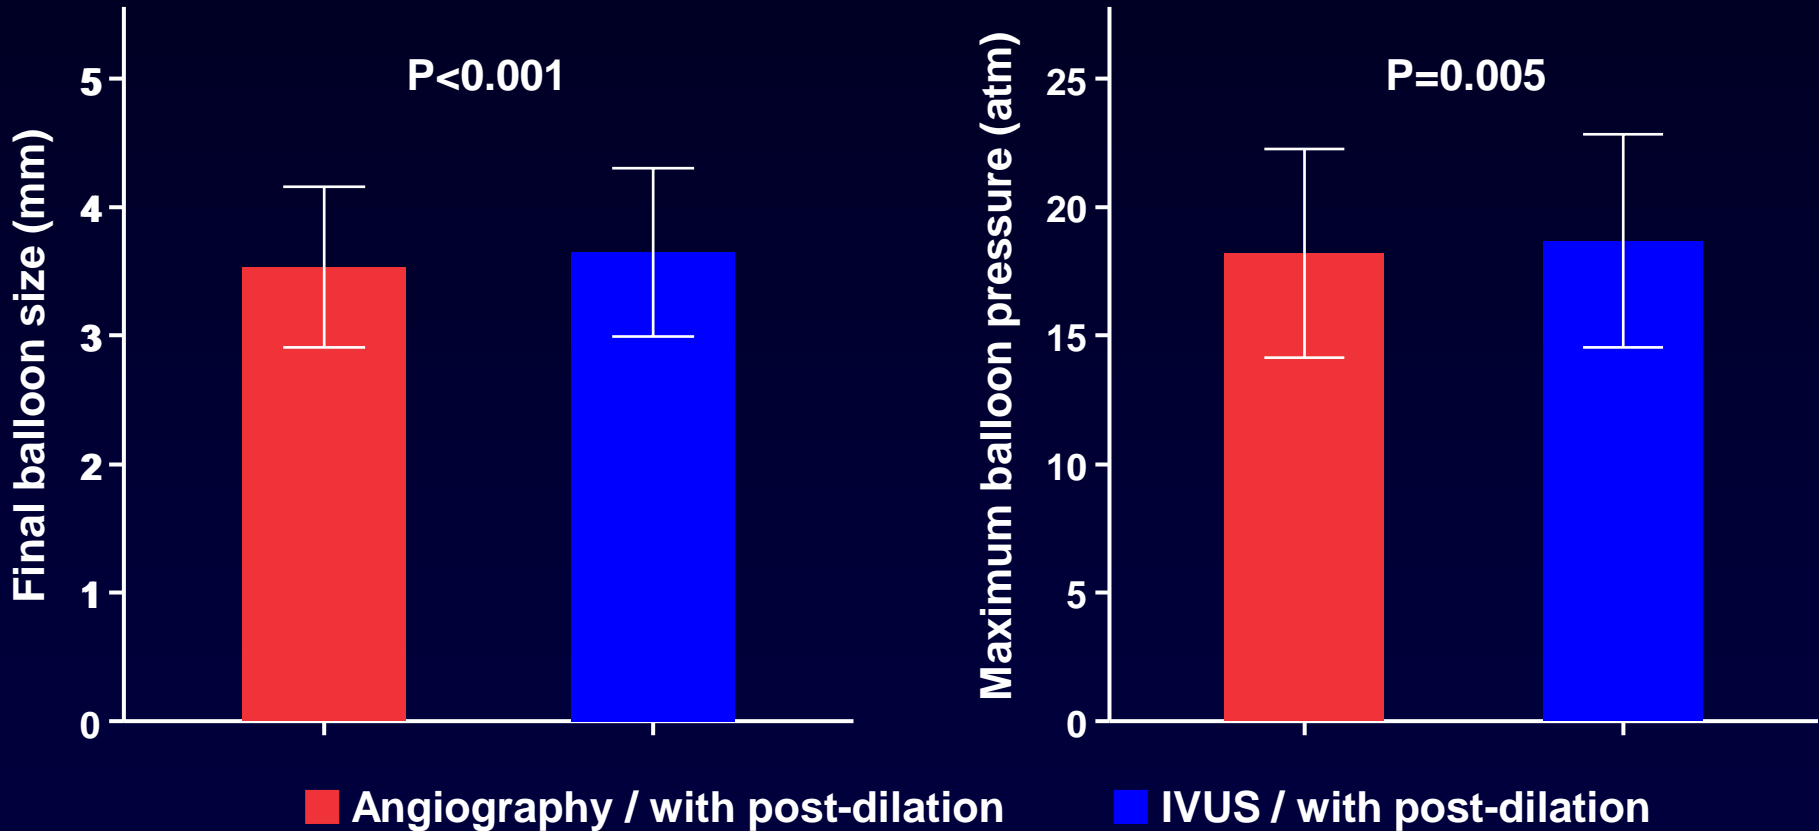 Final balloon size (mm)
5
4
3
2
1
0
P<0.001
Maximum balloon pressure (atm)
25
20
15
10
5
0
P=0.005
Angiography / with post-dilation
IVUS / with post-dilation